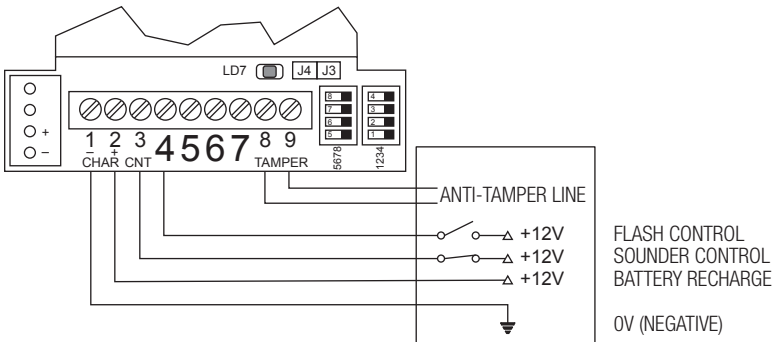 LD7 J4 J3
+
−
8
7
6
5
4
3
2
1
5678
1234
1 2 3 4 5 6 7 8 9
− +
CHAR CNT TAMPER
ANTI-TAMPER LINE
+12V FLASH CONTROL
+12V SOUNDER CONTROL
+12V BATTERY RECHARGE
0V (NEGATIVE)